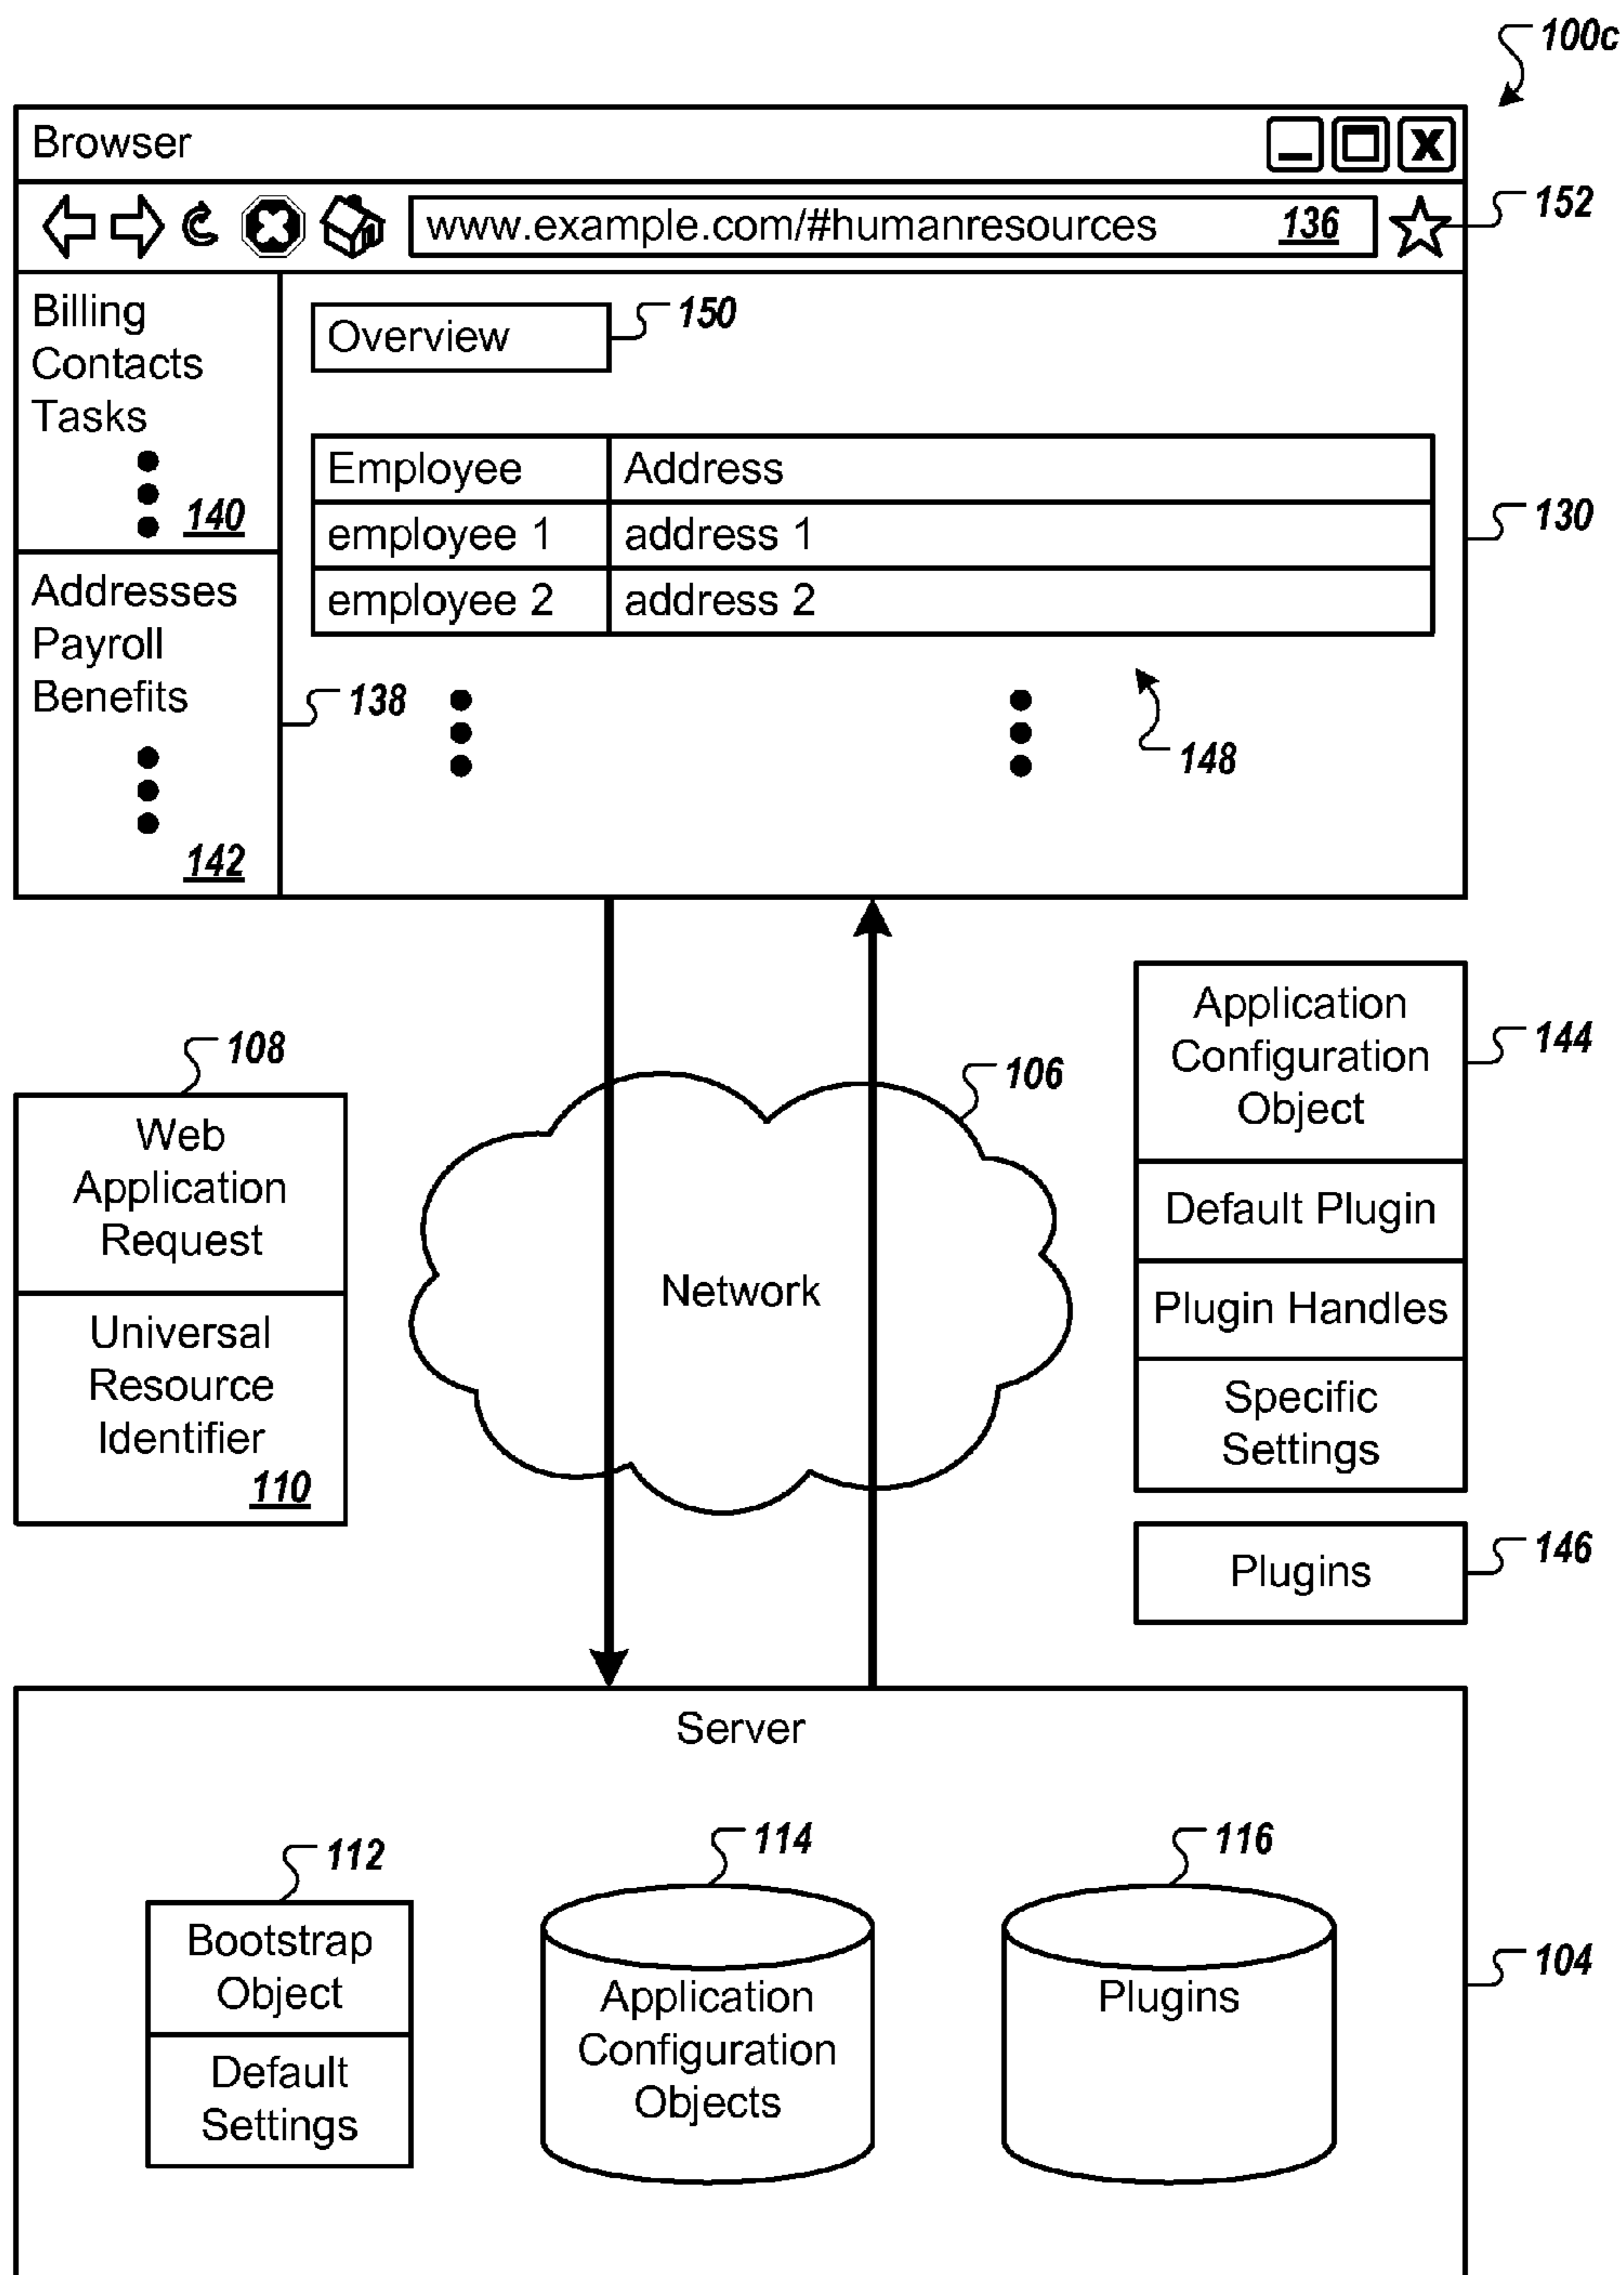 100c
Browser
X
www.example.com/#humanresources 136
152
Billing
Contacts
Tasks
140
Overview
150
Employee Address
employee 1 address 1
employee 2 address 2
130
Addresses
Payroll
Benefits
142
138
148
108
Web
Application
Request
Universal
Resource
Identifier
110
106
Network
Application
Configuration
Object
144
Default Plugin
Plugin Handles
Specific
Settings
Plugins
146
Server
112
Bootstrap
Object
Default
Settings
114
Application
Configuration
Objects
116
Plugins
104